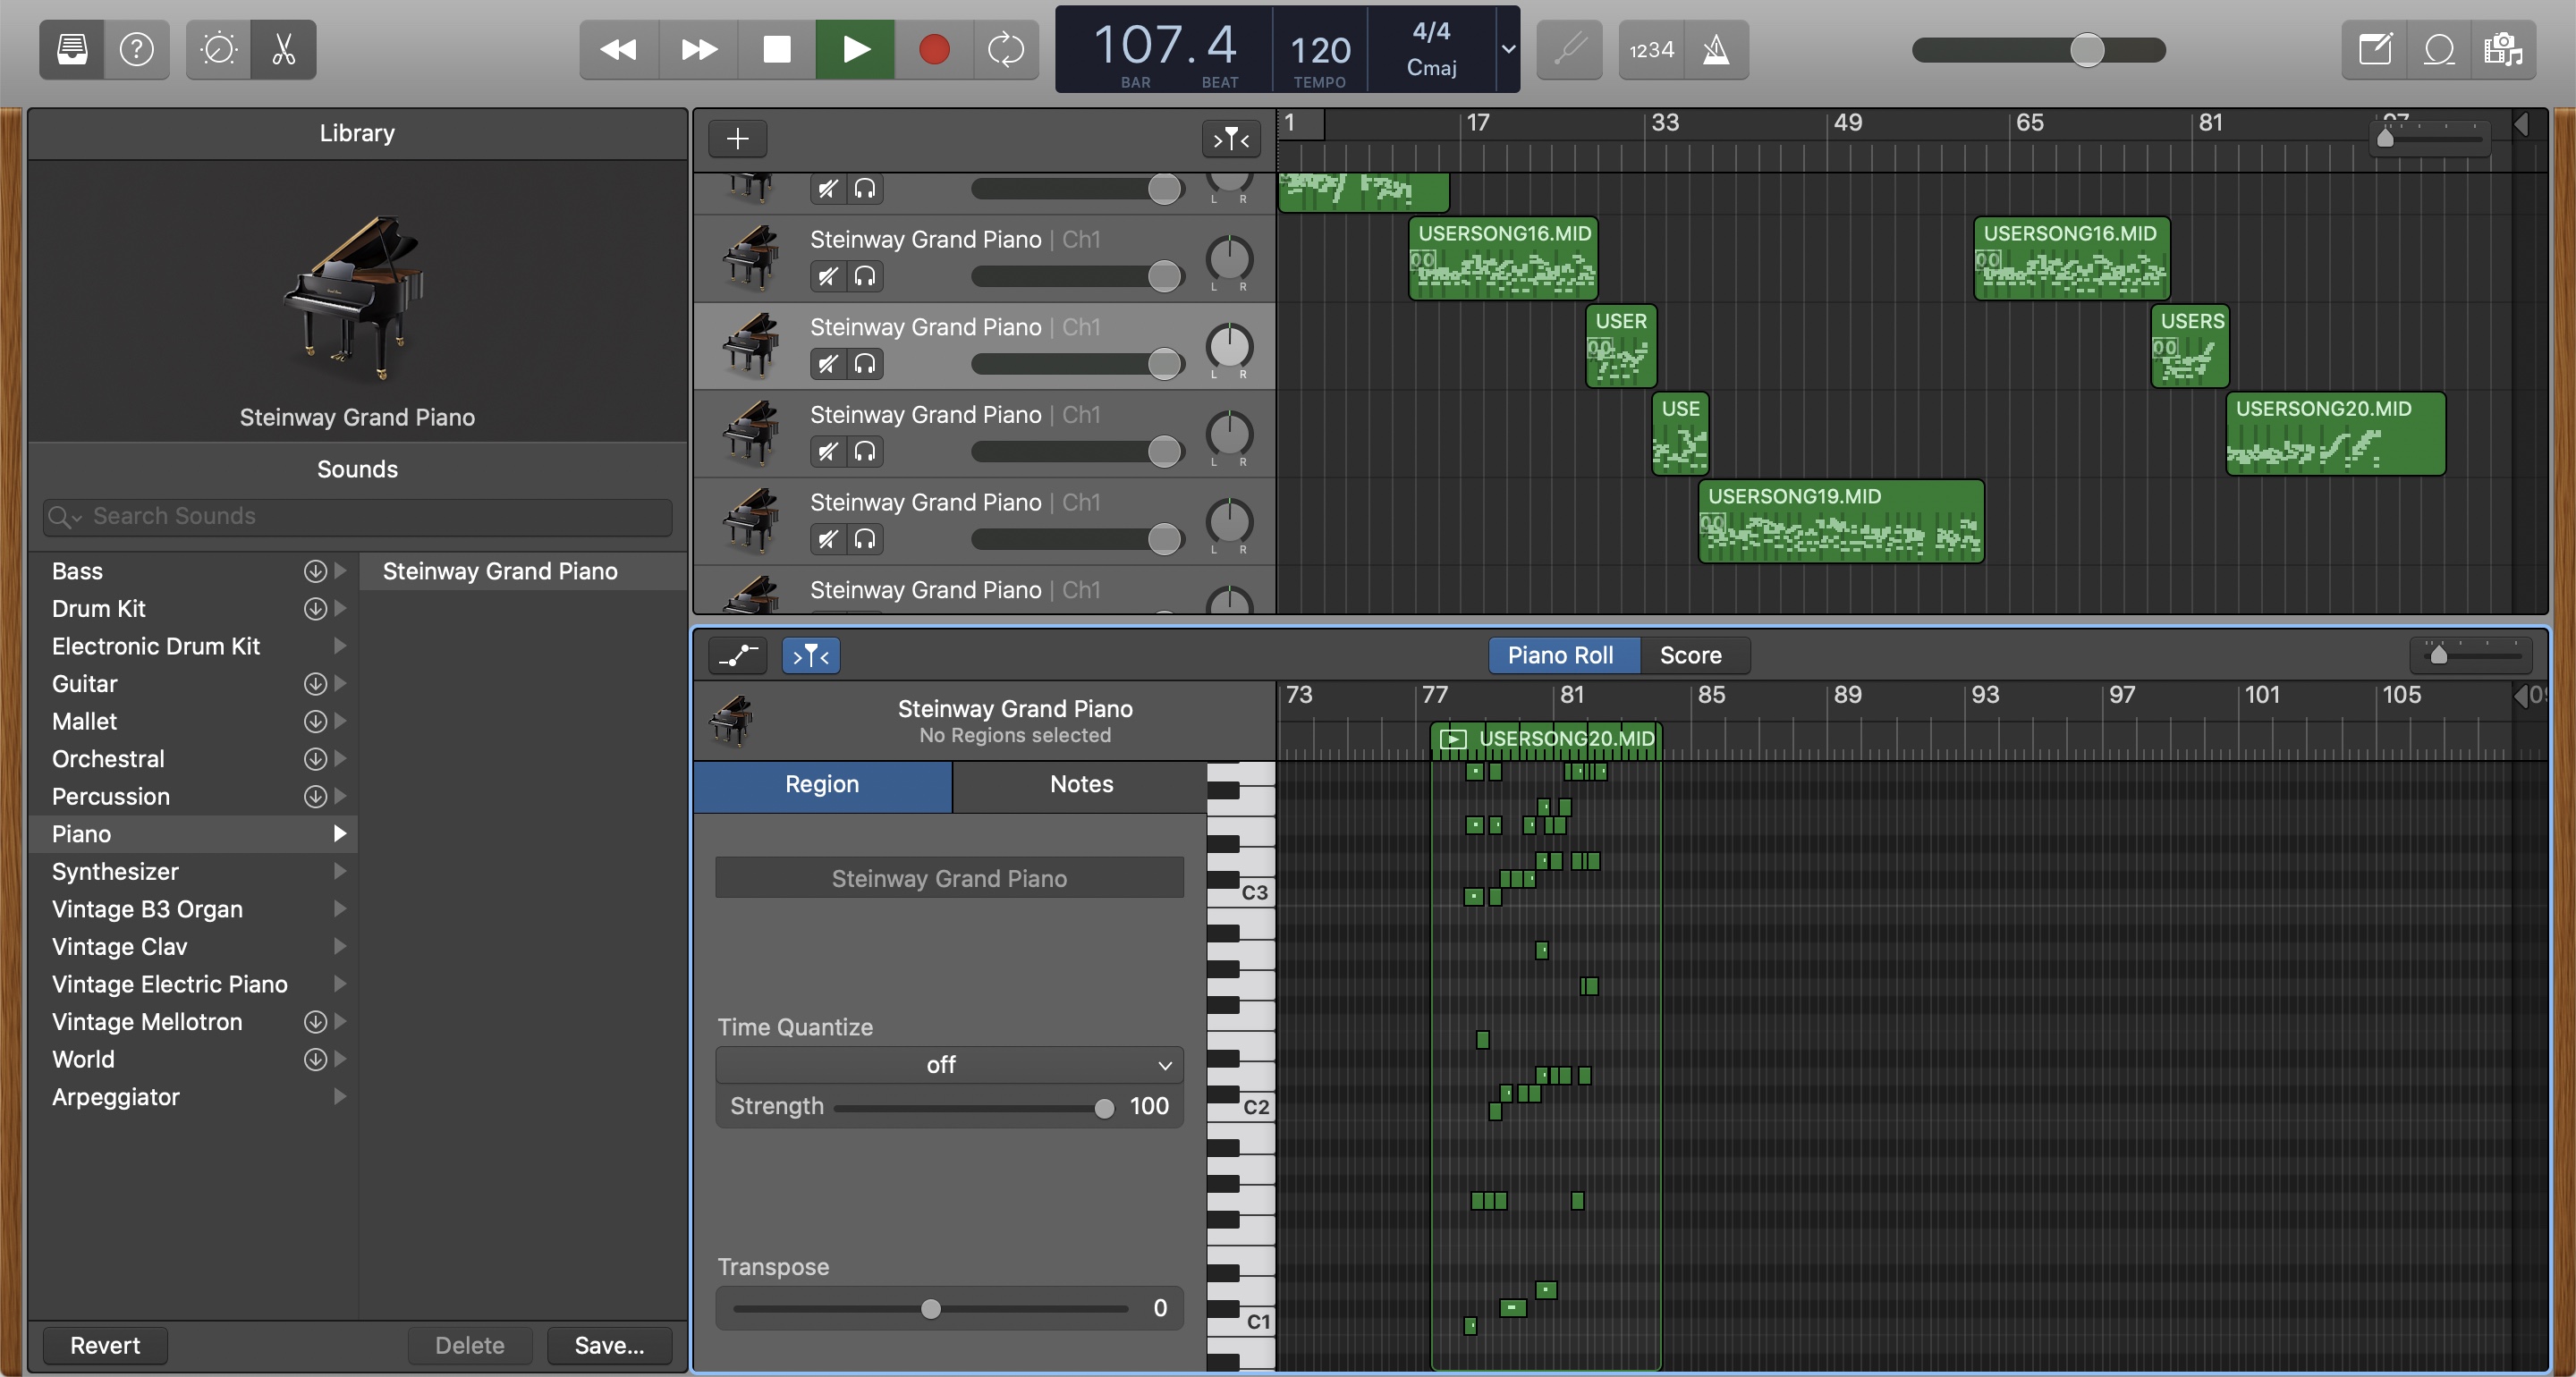 107.4
BAR BEAT
120
TEMPO
4/4
Cmaj
1234
Library
Steinway Grand Piano
Sounds
Search Sounds
Bass
Drum Kit
Electronic Drum Kit
Guitar
Mallet
Orchestral
Percussion
Piano
Synthesizer
Vintage B3 Organ
Vintage Clav
Vintage Electric Piano
Vintage Mellotron
World
Arpeggiator
Steinway Grand Piano
Revert
Delete
Save...
1 17 33 49 65 81
L R
Steinway Grand Piano | Ch1
L R
Steinway Grand Piano | Ch1
L R
Steinway Grand Piano | Ch1
L R
Steinway Grand Piano | Ch1
L R
Steinway Grand Piano | Ch1
USERSONG16.MID
USERSONG16.MID
USER
USERS
USE
USERSONG20.MID
USERSONG19.MID
Piano Roll
Score
Steinway Grand Piano
No Regions selected
73 77 81 85 89 93 97 101 105
USERSONG20.MID
Region
Notes
Steinway Grand Piano
Time Quantize
off
Strength 100
Transpose
0
C3
C2
C1